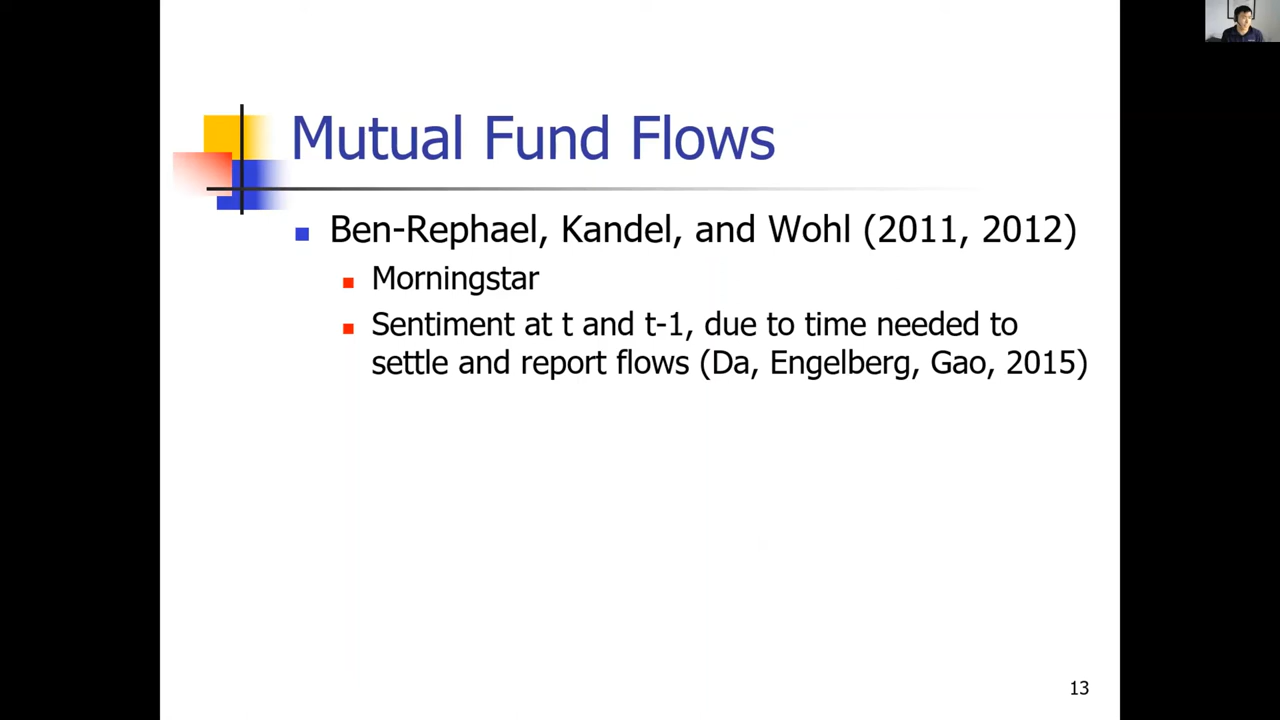 Mutual Fund Flows
Ben-Rephael, Kandel, and Wohl (2011, 2012)
Morningstar
Sentiment at t and t-1, due to time needed to
settle and report flows (Da, Engelberg, Gao, 2015)
13